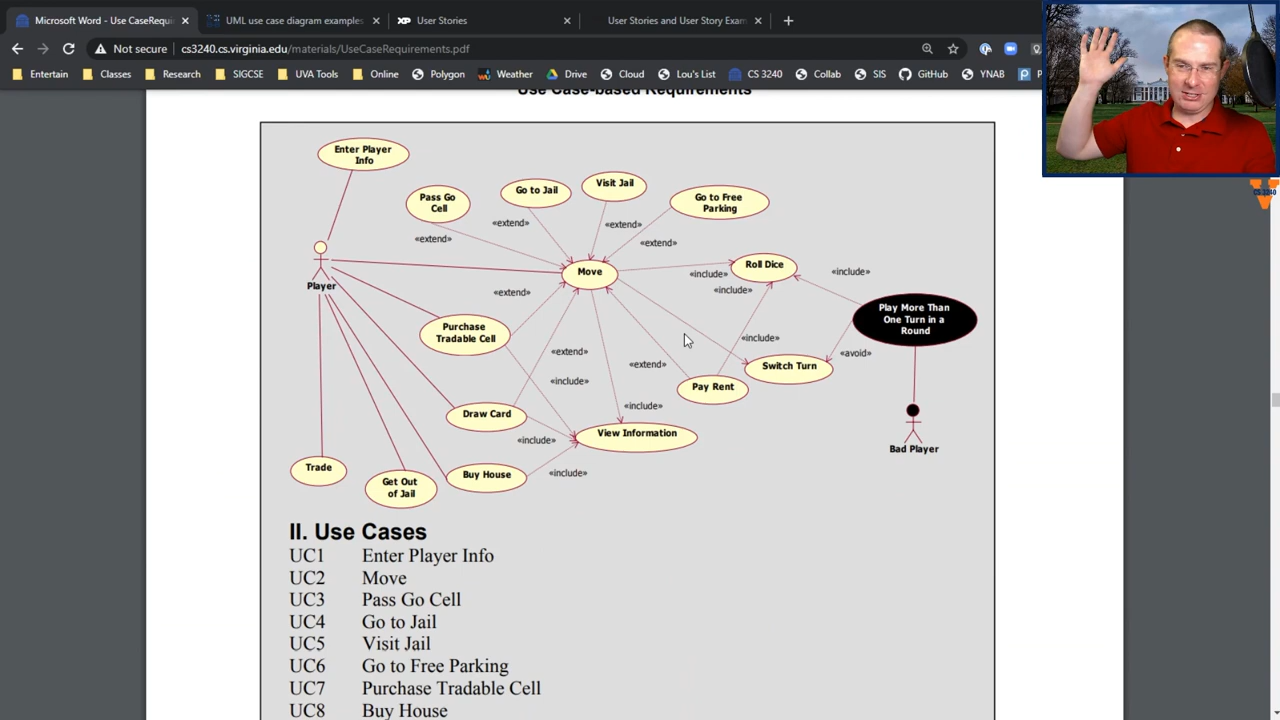 Microsoft Word - Use CaseRequi
UML use case diagram examples
XP
User Stories
User Stories and User Story Exam
Not secure
cs3240.cs.virginia.edu/materials/UseCaseRequirements.pdf
Entertain
Classes
Research
SIGCSE
UVA Tools
Online
Polygon
Weather
Drive
Cloud
Lou's List
CS 3240
Collab
SIS
GitHub
YNAB
Use Case-based Requirements
Enter Player
Info
Pass Go
Cell
Go to Jail
Visit Jail
Go to Free
Parking
«extend»
«extend»
«extend»
«extend»
Player
Move
Roll Dice
«include»
«include»
«include»
«extend»
Purchase
Tradable Cell
Play More Than
One Turn in a
Round
«include»
«avoid»
«extend»
«extend»
Switch Turn
«include»
Pay Rent
«include»
Draw Card
View Information
«include»
Bad Player
Trade
Get Out
of Jail
Buy House
«include»
II. Use Cases
UC1 Enter Player Info
UC2 Move
UC3 Pass Go Cell
UC4 Go to Jail
UC5 Visit Jail
UC6 Go to Free Parking
UC7 Purchase Tradable Cell
UC8 Buy House
CS 3240